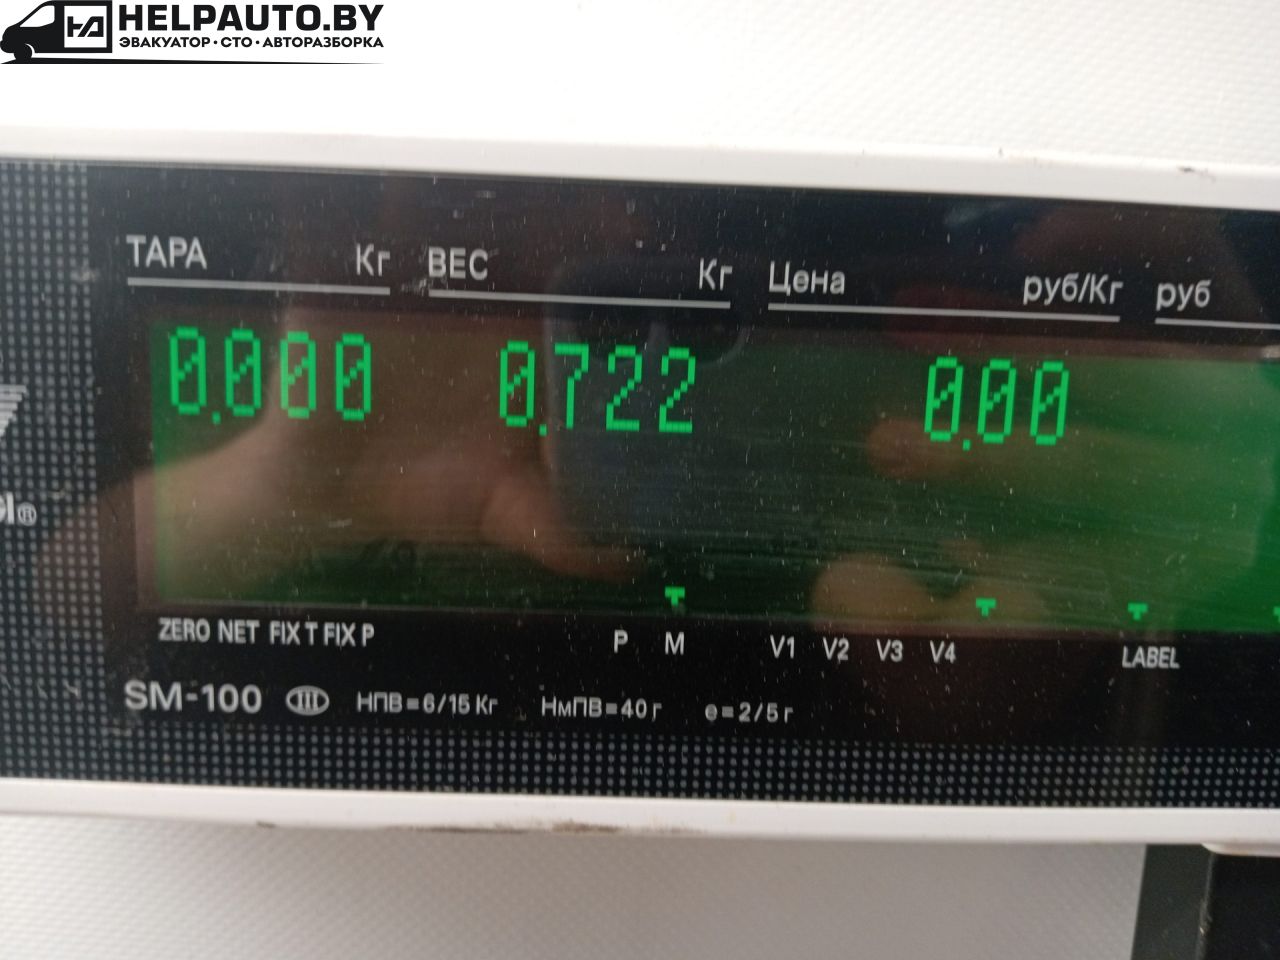 HELPAUTO.BY
ЭВАКУАТОР · СТО · АВТОРАЗБОРКА
ТАРА Кг ВЕС Кг Цена руб/Кг руб
0.000 0.722 0.00
®
ZERO NET FIX T FIX P P M V1 V2 V3 V4 LABEL
SM-100 III НПВ=6/15 Кг НмПВ=40 г e=2/5 г